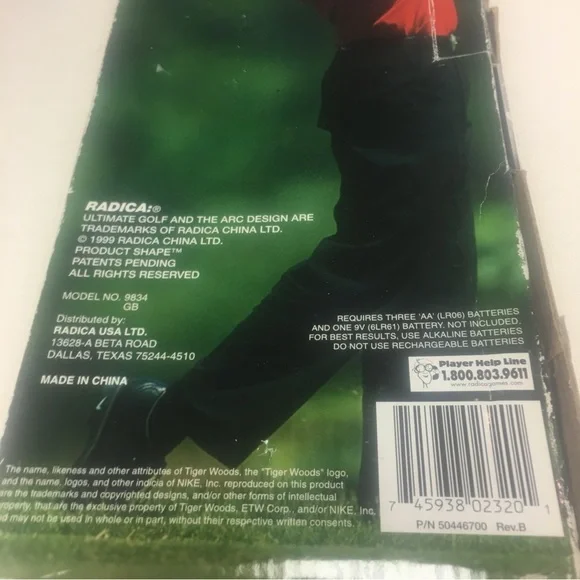 RADICA:®
ULTIMATE GOLF AND THE ARC DESIGN ARE
TRADEMARKS OF RADICA CHINA LTD.
© 1999 RADICA CHINA LTD.
PRODUCT SHAPE™
PATENTS PENDING
ALL RIGHTS RESERVED
MODEL NO. 9834
GB
Distributed by:
RADICA USA LTD.
13628-A BETA ROAD
DALLAS, TEXAS 75244-4510
MADE IN CHINA
REQUIRES THREE 'AA' (LR06) BATTERIES
AND ONE 9V (6LR61) BATTERY. NOT INCLUDED.
FOR BEST RESULTS, USE ALKALINE BATTERIES
DO NOT USE RECHARGEABLE BATTERIES
Player Help Line
1.800.803.9611
www.radicagames.com
The name, likeness and other attributes of Tiger Woods, the "Tiger Woods" logo,
and the name, logos, and other indicia of NIKE, Inc. reproduced on this product
are the trademarks and copyrighted designs, and/or other forms of intellectual
property, that are the exclusive property of Tiger Woods, ETW Corp., and/or NIKE, Inc,
and may not be used in whole or in part, without their respective written consents.
7 45938 02320 1
P/N 50446700 Rev.B